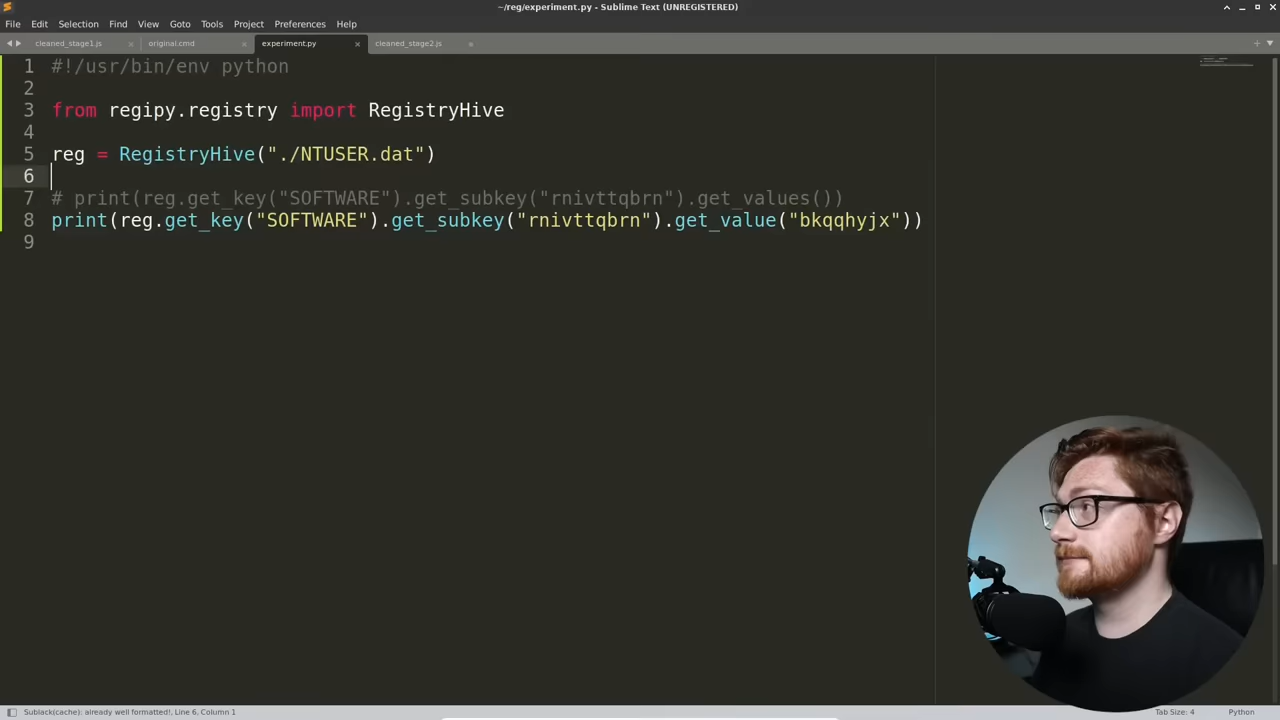 ~/reg/experiment.py - Sublime Text (UNREGISTERED)
File Edit Selection Find View Goto Tools Project Preferences Help
cleaned_stage1.js × original.cmd × experiment.py × cleaned_stage2.js
1 #!/usr/bin/env python
2
3 from regipy.registry import RegistryHive
4
5 reg = RegistryHive("./NTUSER.dat")
6
7 # print(reg.get_key("SOFTWARE").get_subkey("rnivttqbrn").get_values())
8 print(reg.get_key("SOFTWARE").get_subkey("rnivttqbrn").get_value("bkqqhyjx"))
9
Sublack(cache): already well formatted!, Line 6, Column 1
Tab Size: 4 Python